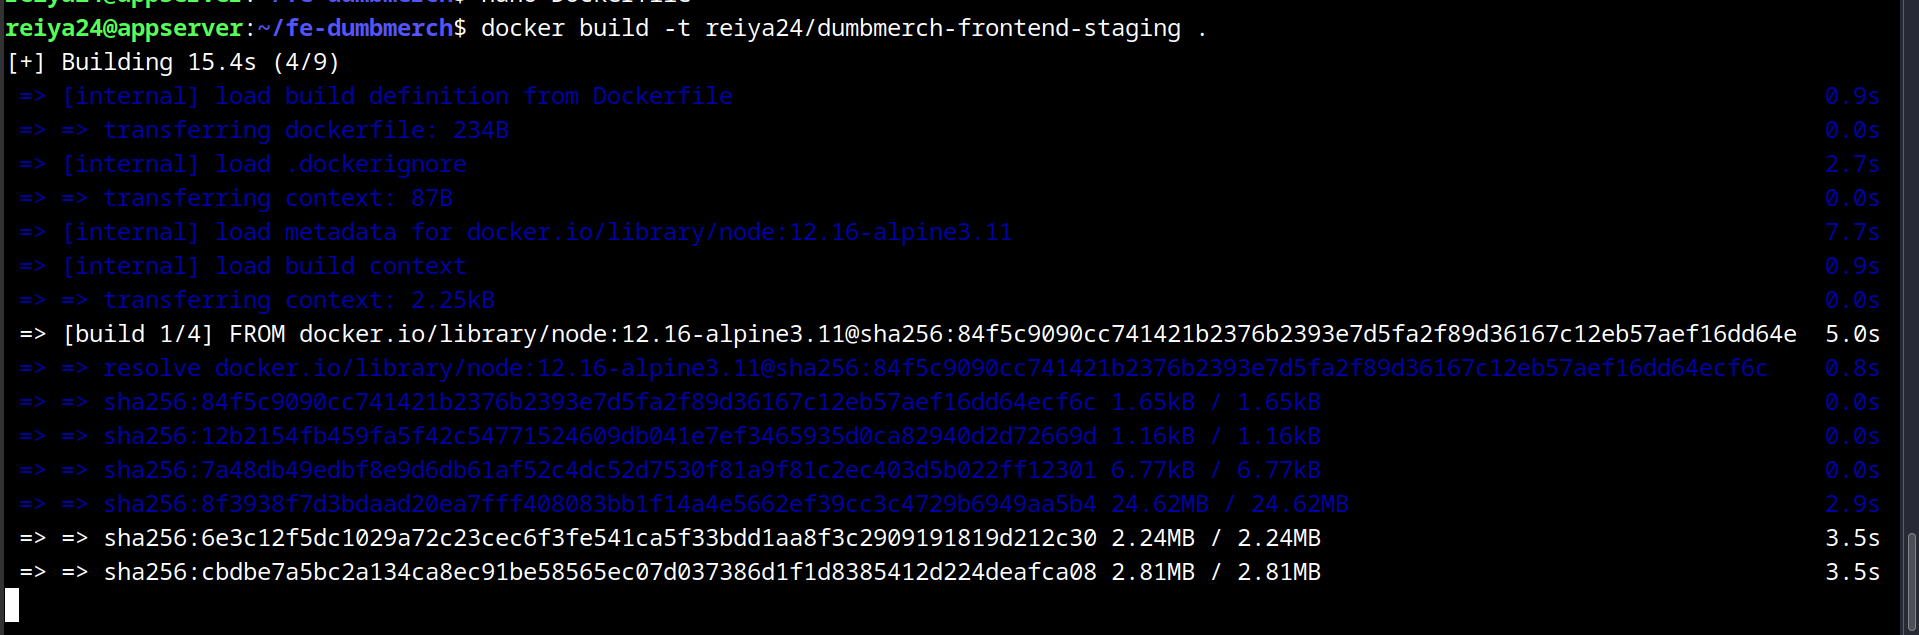 reiya24@appserver:~/fe-dumbmerch$ nano Dockerfile
reiya24@appserver:~/fe-dumbmerch$ docker build -t reiya24/dumbmerch-frontend-staging .
[+] Building 15.4s (4/9)
=> [internal] load build definition from Dockerfile 0.9s
=> => transferring dockerfile: 234B 0.0s
=> [internal] load .dockerignore 2.7s
=> => transferring context: 87B 0.0s
=> [internal] load metadata for docker.io/library/node:12.16-alpine3.11 7.7s
=> [internal] load build context 0.9s
=> => transferring context: 2.25kB 0.0s
=> [build 1/4] FROM docker.io/library/node:12.16-alpine3.11@sha256:84f5c9090cc741421b2376b2393e7d5fa2f89d36167c12eb57aef16dd64e 5.0s
=> => resolve docker.io/library/node:12.16-alpine3.11@sha256:84f5c9090cc741421b2376b2393e7d5fa2f89d36167c12eb57aef16dd64ecf6c 0.8s
=> => sha256:84f5c9090cc741421b2376b2393e7d5fa2f89d36167c12eb57aef16dd64ecf6c 1.65kB / 1.65kB 0.0s
=> => sha256:12b2154fb459fa5f42c54771524609db041e7ef3465935d0ca82940d2d72669d 1.16kB / 1.16kB 0.0s
=> => sha256:7a48db49edbf8e9d6db61af52c4dc52d7530f81a9f81c2ec403d5b022ff12301 6.77kB / 6.77kB 0.0s
=> => sha256:8f3938f7d3bdaad20ea7fff408083bb1f14a4e5662ef39cc3c4729b6949aa5b4 24.62MB / 24.62MB 2.9s
=> => sha256:6e3c12f5dc1029a72c23cec6f3fe541ca5f33bdd1aa8f3c2909191819d212c30 2.24MB / 2.24MB 3.5s
=> => sha256:cbdbe7a5bc2a134ca8ec91be58565ec07d037386d1f1d8385412d224deafca08 2.81MB / 2.81MB 3.5s